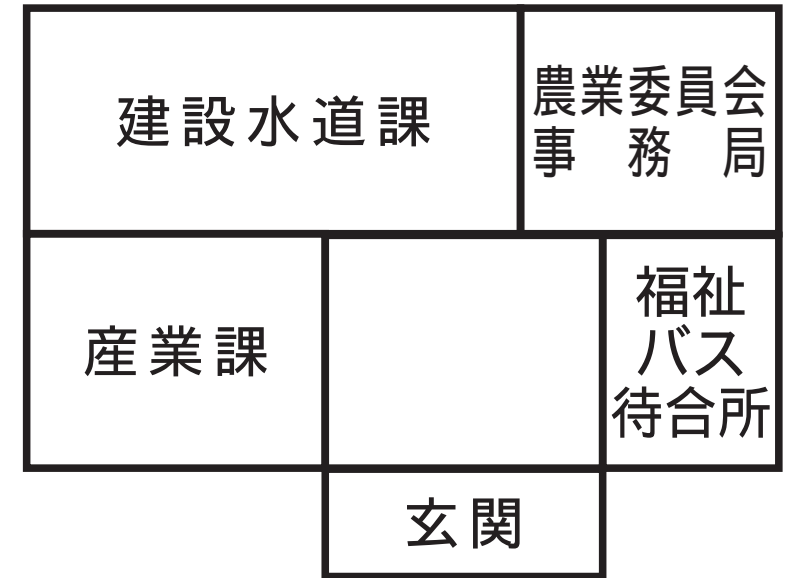 建設水道課
農業委員会
事務局
産業課
福祉
バス
待合所
玄関